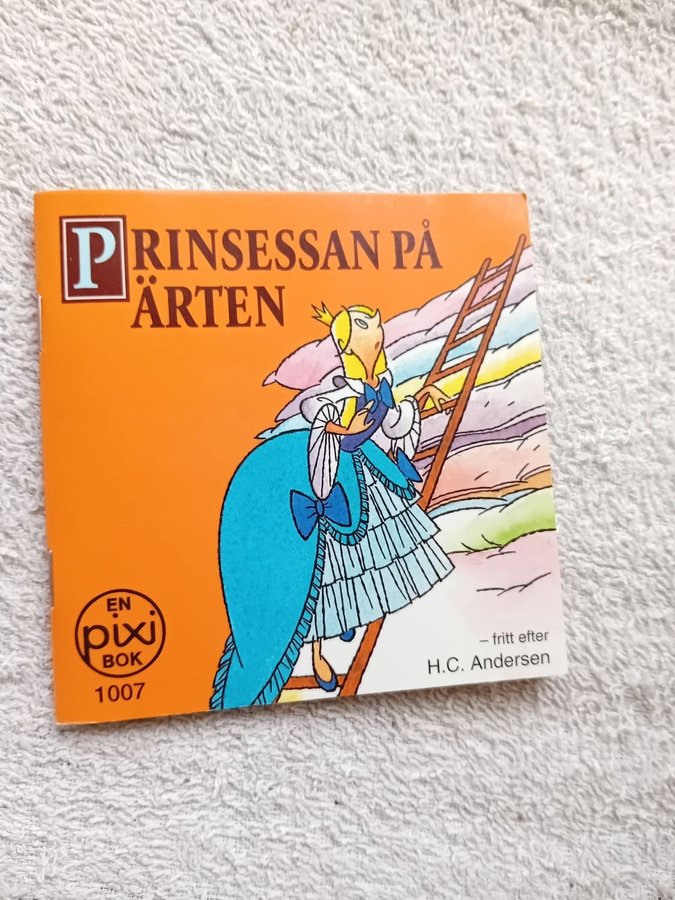 PRINSESSAN PÅ
ÄRTEN
EN
pixi
BOK
1007
– fritt efter
H.C. Andersen